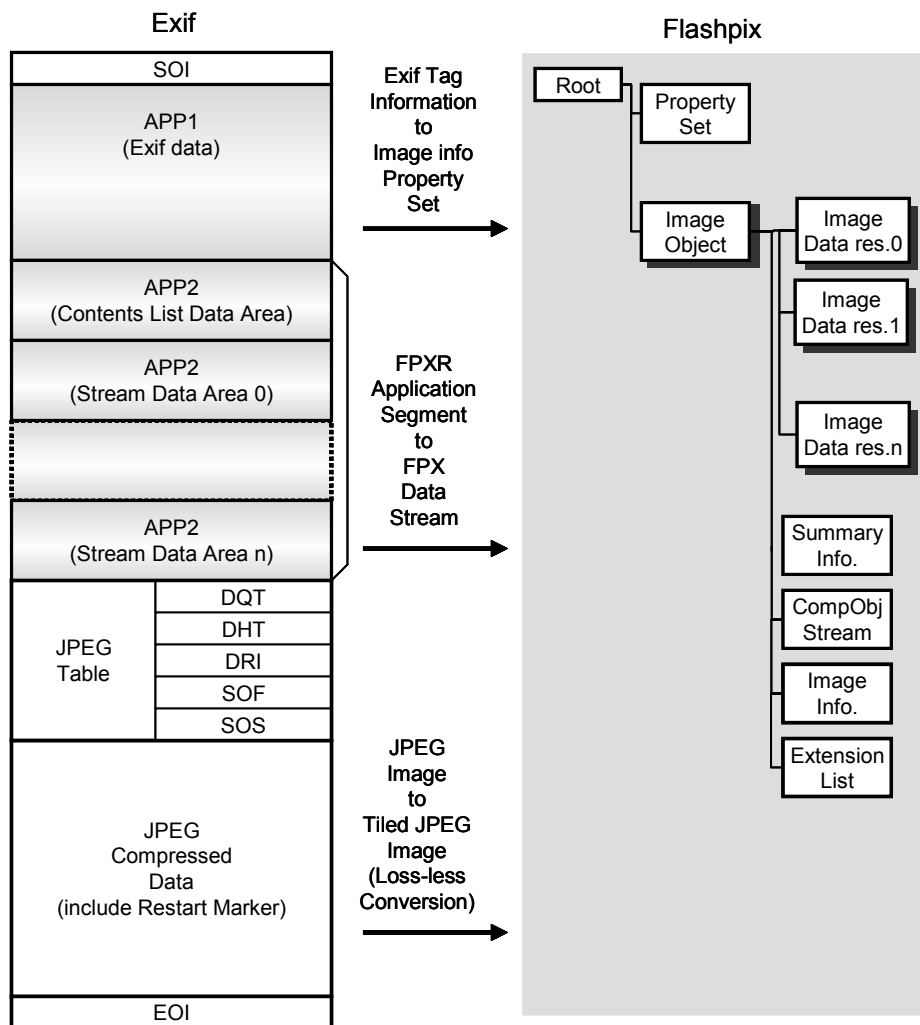 Exif
SOI
APP1
(Exif data)
APP2
(Contents List Data Area)
APP2
(Stream Data Area 0)
APP2
(Stream Data Area n)
JPEG
Table
DQT
DHT
DRI
SOF
SOS
JPEG
Compressed
Data
(include Restart Marker)
EOI
Exif Tag
Information
to
Image info
Property
Set
FPXR
Application
Segment
to
FPX
Data
Stream
JPEG
Image
to
Tiled JPEG
Image
(Loss-less
Conversion)
Flashpix
Root
Property
Set
Image
Object
Image
Data res.0
Image
Data res.1
Image
Data res.n
Summary
Info.
CompObj
Stream
Image
Info.
Extension
List